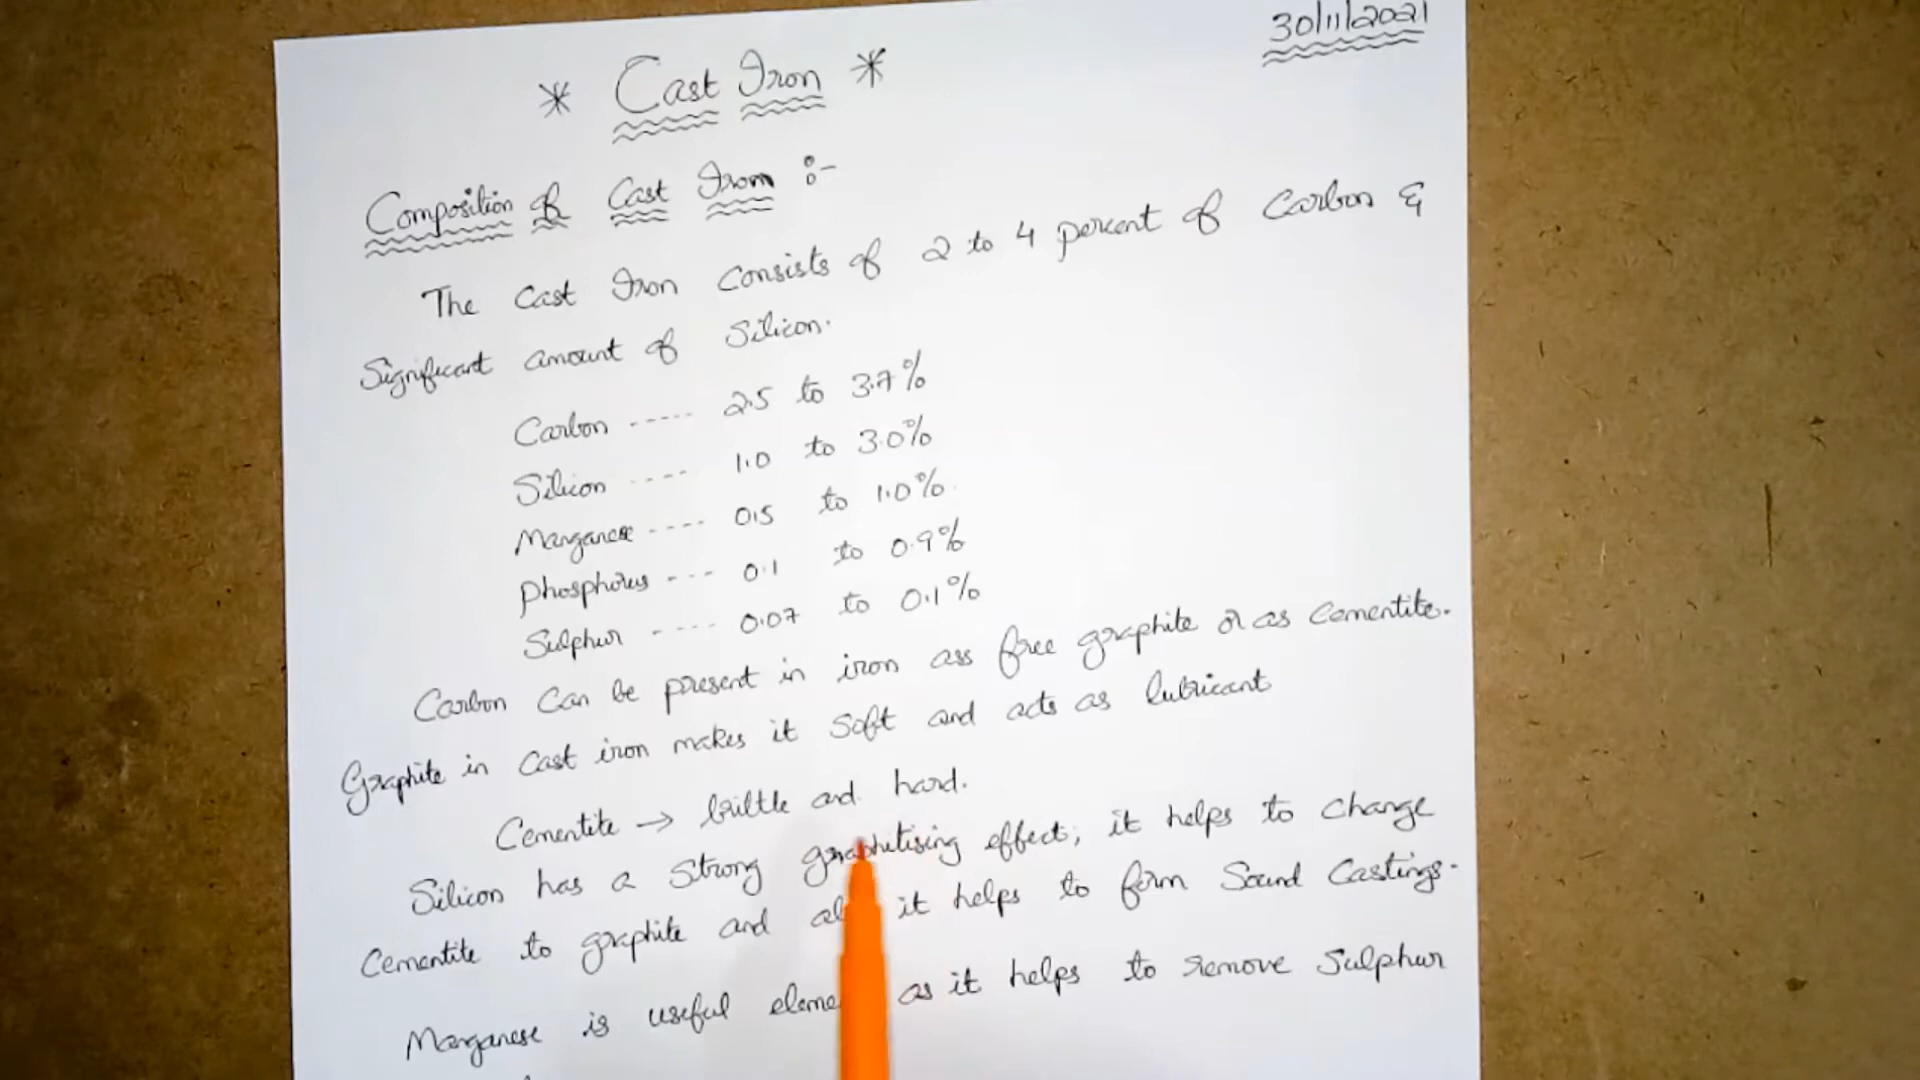 30/11/2021
* Cast Iron *
Composition of Cast Iron :-
The Cast Iron Consists of 2 to 4 percent of Carbon &
Significant amount of Silicon.
Carbon ----- 2.5 to 3.7%
Silicon ---- 1.0 to 3.0%
Manganese ---- 0.5 to 1.0%
Phosphorus --- 0.1 to 0.9%
Sulphur ---- 0.07 to 0.1%
Carbon Can be present in iron ass free graphite or as Cementite.
Graphite in Cast iron makes it Soft and acts as lubricant
Cementite → brittle and hard.
Silicon has a Strong graphitising effect; it helps to change
Cementite to graphite and it helps to form Sound Castings.
Manganese is useful as it helps to remove Sulphur